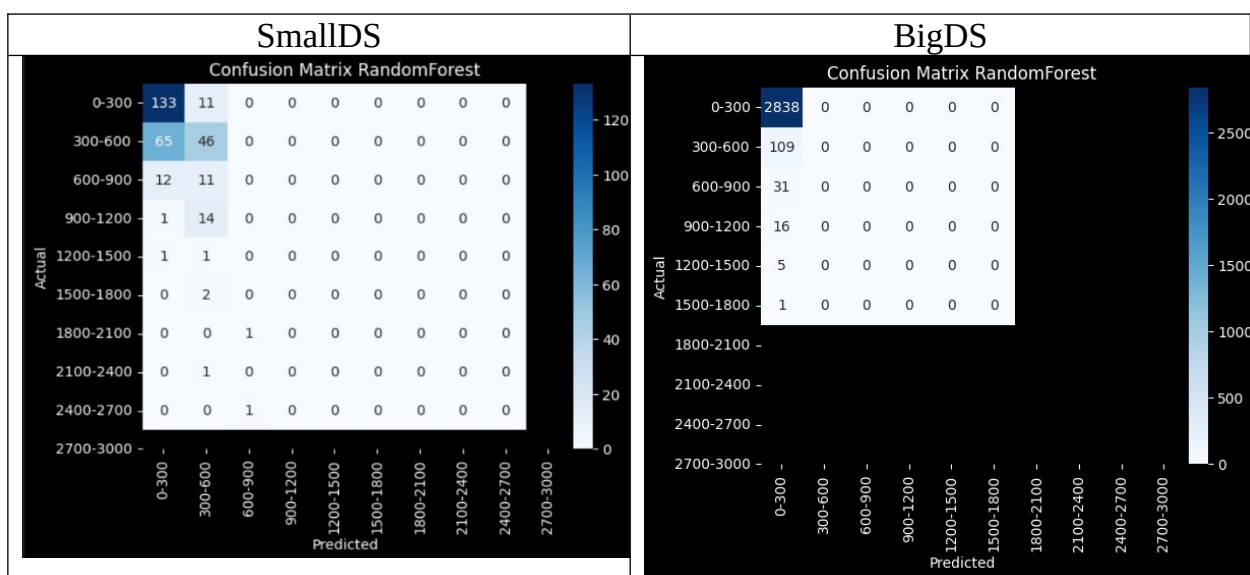 SmallDS
BigDS
Confusion Matrix RandomForest
0-300 133 11 0 0 0 0 0 0 0
300-600 65 46 0 0 0 0 0 0 0
600-900 12 11 0 0 0 0 0 0 0
900-1200 1 14 0 0 0 0 0 0 0
1200-1500 1 1 0 0 0 0 0 0 0
1500-1800 0 2 0 0 0 0 0 0 0
1800-2100 0 0 1 0 0 0 0 0 0
2100-2400 0 1 0 0 0 0 0 0 0
2400-2700 0 0 1 0 0 0 0 0 0
2700-3000
Actual
0-300
300-600
600-900
900-1200
1200-1500
1500-1800
1800-2100
2100-2400
2400-2700
2700-3000
Predicted
120
100
80
60
40
20
0
Confusion Matrix RandomForest
0-300 2838 0 0 0 0 0
300-600 109 0 0 0 0 0
600-900 31 0 0 0 0 0
900-1200 16 0 0 0 0 0
1200-1500 5 0 0 0 0 0
1500-1800 1 0 0 0 0 0
1800-2100
2100-2400
2400-2700
2700-3000
Actual
0-300
300-600
600-900
900-1200
1200-1500
1500-1800
1800-2100
2100-2400
2400-2700
2700-3000
Predicted
2500
2000
1500
1000
500
0